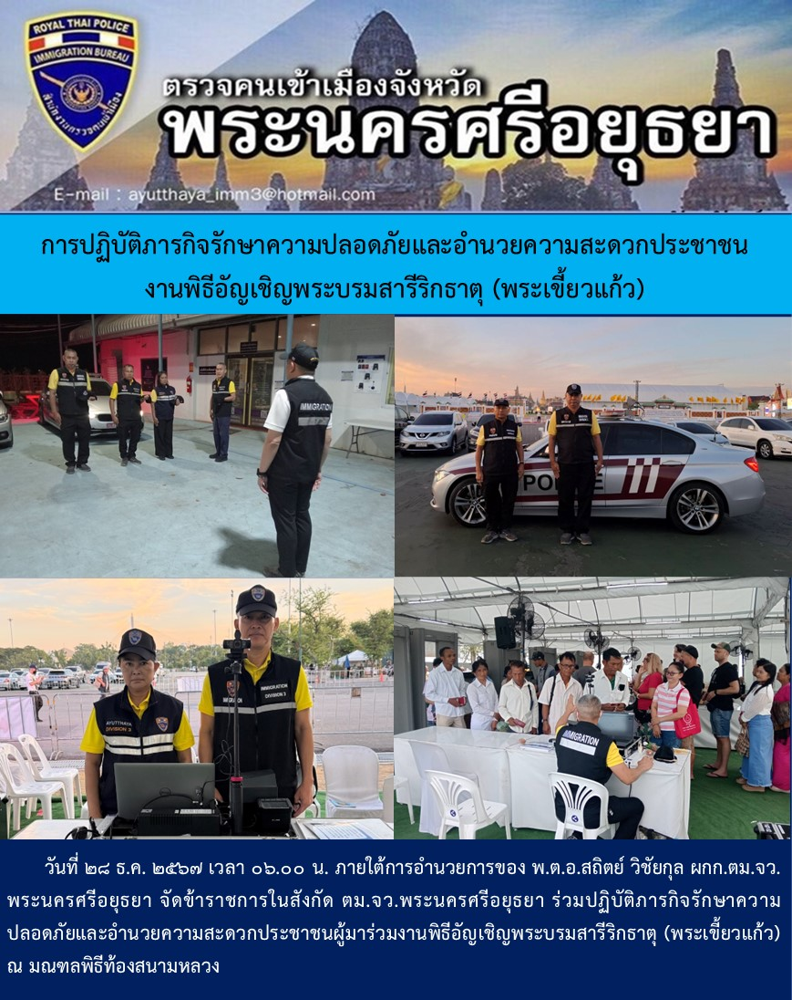 ROYAL THAI POLICE
IMMIGRATION BUREAU
สำนักงานตรวจคนเข้าเมือง
ตรวจคนเข้าเมืองจังหวัด
พระนครศรีอยุธยา
E-mail : ayutthaya_imm3@hotmail.com
การปฏิบัติภารกิจรักษาความปลอดภัยและอำนวยความสะดวกประชาชน
งานพิธีอัญเชิญพระบรมสารีริกธาตุ (พระเขี้ยวแก้ว)
IMMIGRATION
POLICE
AYUTTHAYA
DIVISION 3
IMMIGRATION
DIVISION 3
IMMIGRATION
วันที่ ๒๘ ธ.ค. ๒๕๖๗ เวลา ๐๖.๐๐ น. ภายใต้การอำนวยการของ พ.ต.อ.สถิตย์ วิชัยกุล ผกก.ตม.จว.
พระนครศรีอยุธยา จัดข้าราชการในสังกัด ตม.จว.พระนครศรีอยุธยา ร่วมปฏิบัติภารกิจรักษาความ
ปลอดภัยและอำนวยความสะดวกประชาชนผู้มาร่วมงานพิธีอัญเชิญพระบรมสารีริกธาตุ (พระเขี้ยวแก้ว)
ณ มณฑลพิธีท้องสนามหลวง